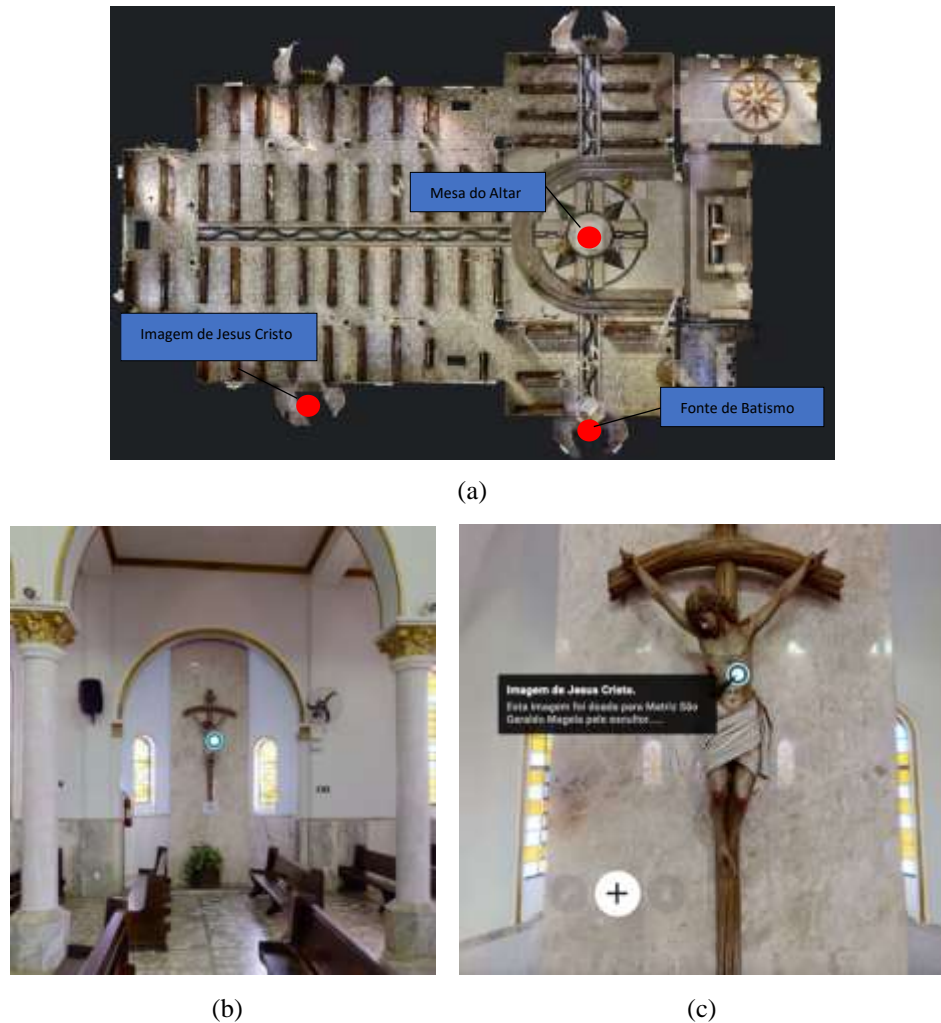 Mesa do Altar
Imagem de Jesus Cristo
Fonte de Batismo
(a)
Imagem de Jesus Cristo.
Esta imagem foi doada para Matriz São
Geraldo Magela pelo escultor.....
(b)
(c)